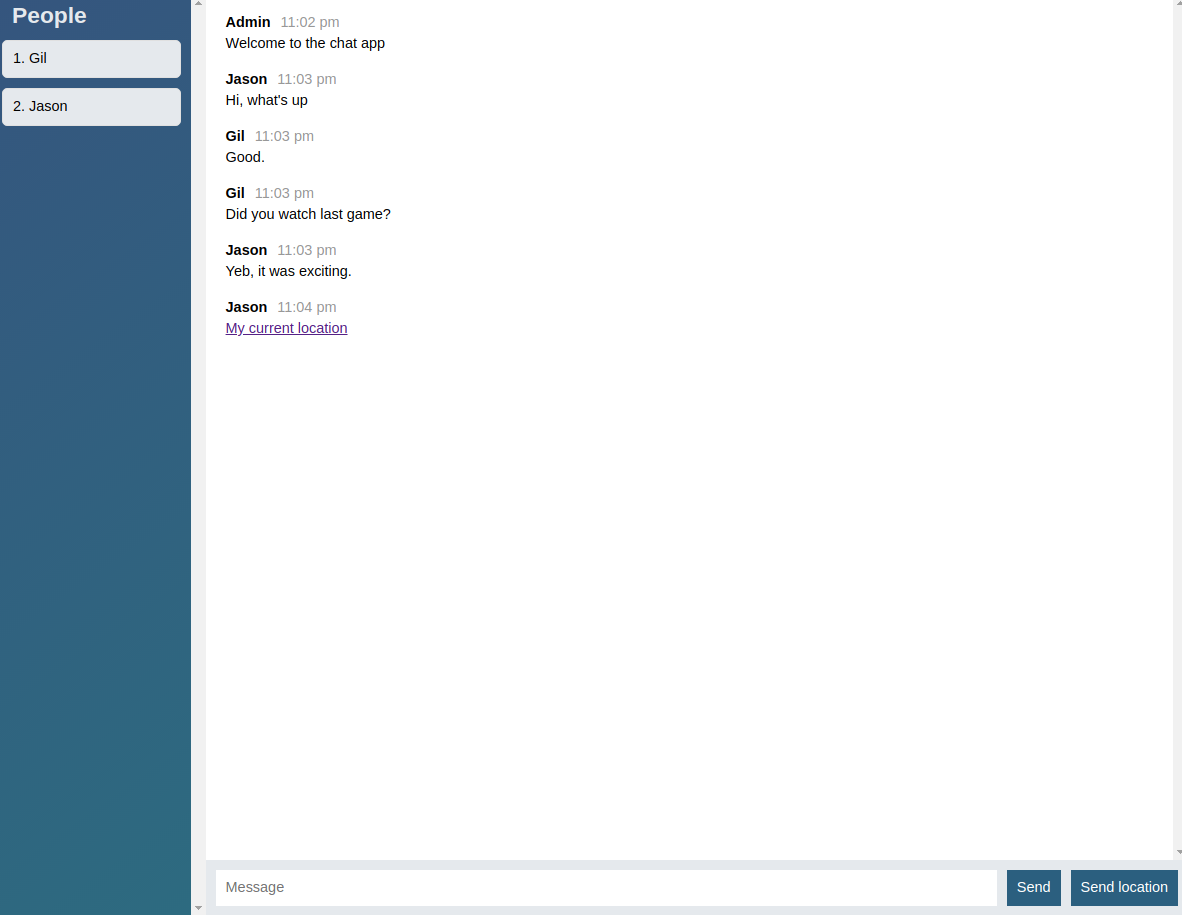 People
1. Gil
2. Jason
Admin 11:02 pm
Welcome to the chat app
Jason 11:03 pm
Hi, what's up
Gil 11:03 pm
Good.
Gil 11:03 pm
Did you watch last game?
Jason 11:03 pm
Yeb, it was exciting.
Jason 11:04 pm
My current location
Message Send Send location